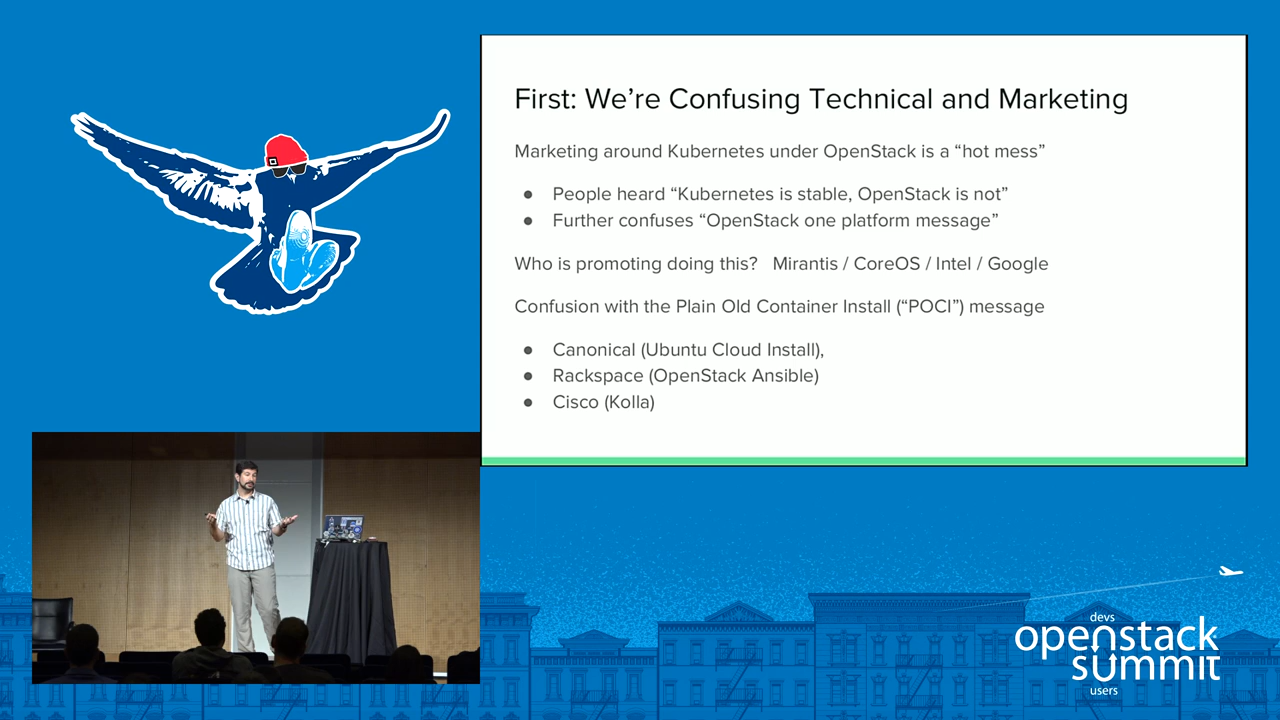 First: We’re Confusing Technical and Marketing
Marketing around Kubernetes under OpenStack is a “hot mess”
● People heard “Kubernetes is stable, OpenStack is not”
● Further confuses “OpenStack one platform message”
Who is promoting doing this? Mirantis / CoreOS / Intel / Google
Confusion with the Plain Old Container Install (“POCI”) message
● Canonical (Ubuntu Cloud Install),
● Rackspace (OpenStack Ansible)
● Cisco (Kolla)
devs
openstack
summit
users